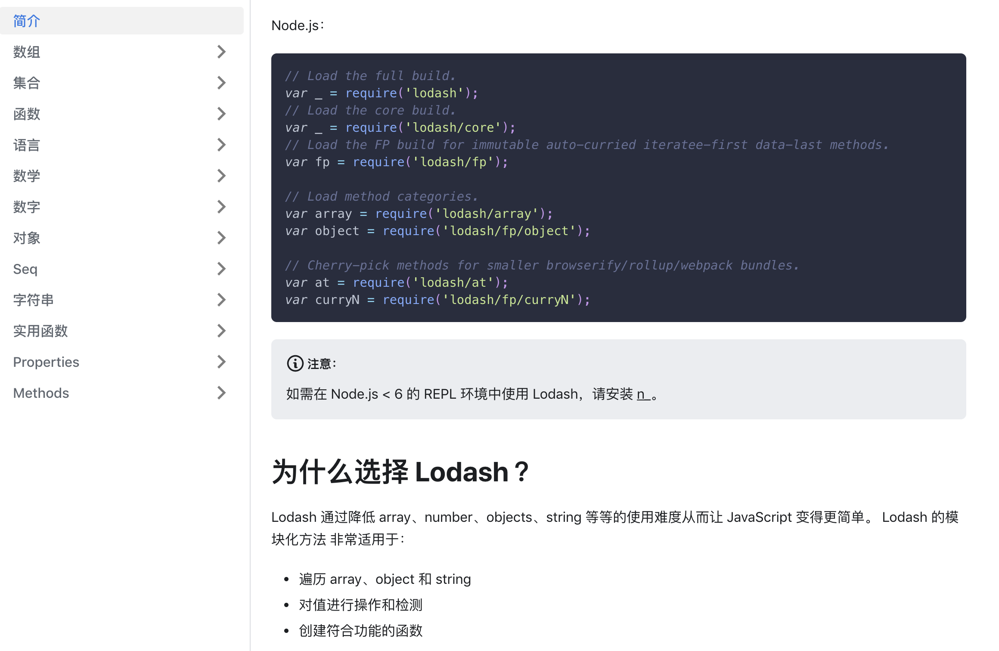 简介
数组
集合
函数
语言
数学
数字
对象
Seq
字符串
实用函数
Properties
Methods
Node.js：
// Load the full build.
var _ = require('lodash');
// Load the core build.
var _ = require('lodash/core');
// Load the FP build for immutable auto-curried iteratee-first data-last methods.
var fp = require('lodash/fp');
// Load method categories.
var array = require('lodash/array');
var object = require('lodash/fp/object');
// Cherry-pick methods for smaller browserify/rollup/webpack bundles.
var at = require('lodash/at');
var curryN = require('lodash/fp/curryN');
注意：
如需在 Node.js < 6 的 REPL 环境中使用 Lodash，请安装 n_。
为什么选择 Lodash？
Lodash 通过降低 array、number、objects、string 等等的使用难度从而让 JavaScript 变得更简单。 Lodash 的模
块化方法 非常适用于：
• 遍历 array、object 和 string
• 对值进行操作和检测
• 创建符合功能的函数